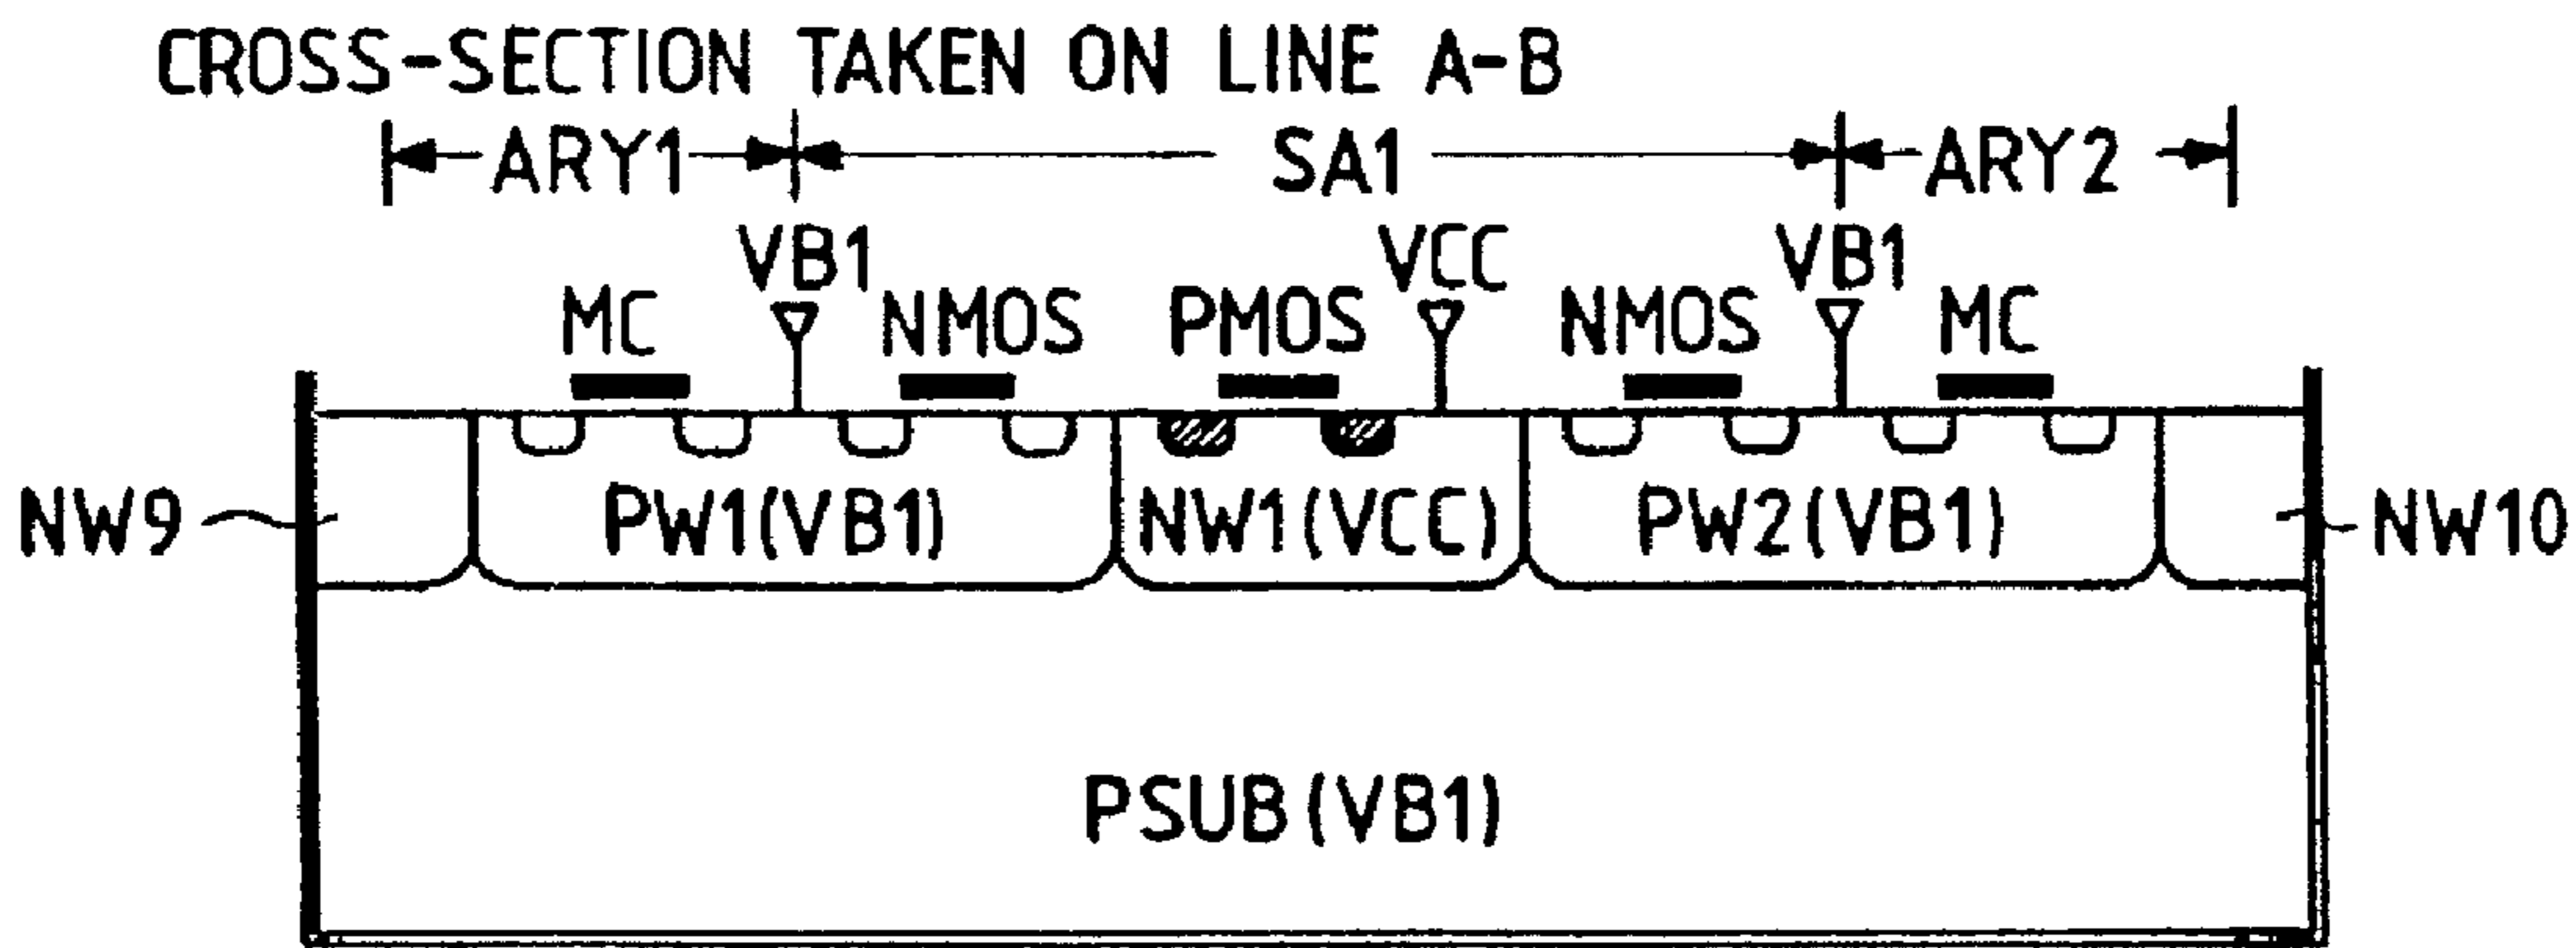 CROSS-SECTION TAKEN ON LINE A-B
ARY1 SA1 ARY2
VB1 VCC VB1
MC NMOS PMOS NMOS MC
NW9 PW1(VB1) NW1(VCC) PW2(VB1) NW10
PSUB(VB1)